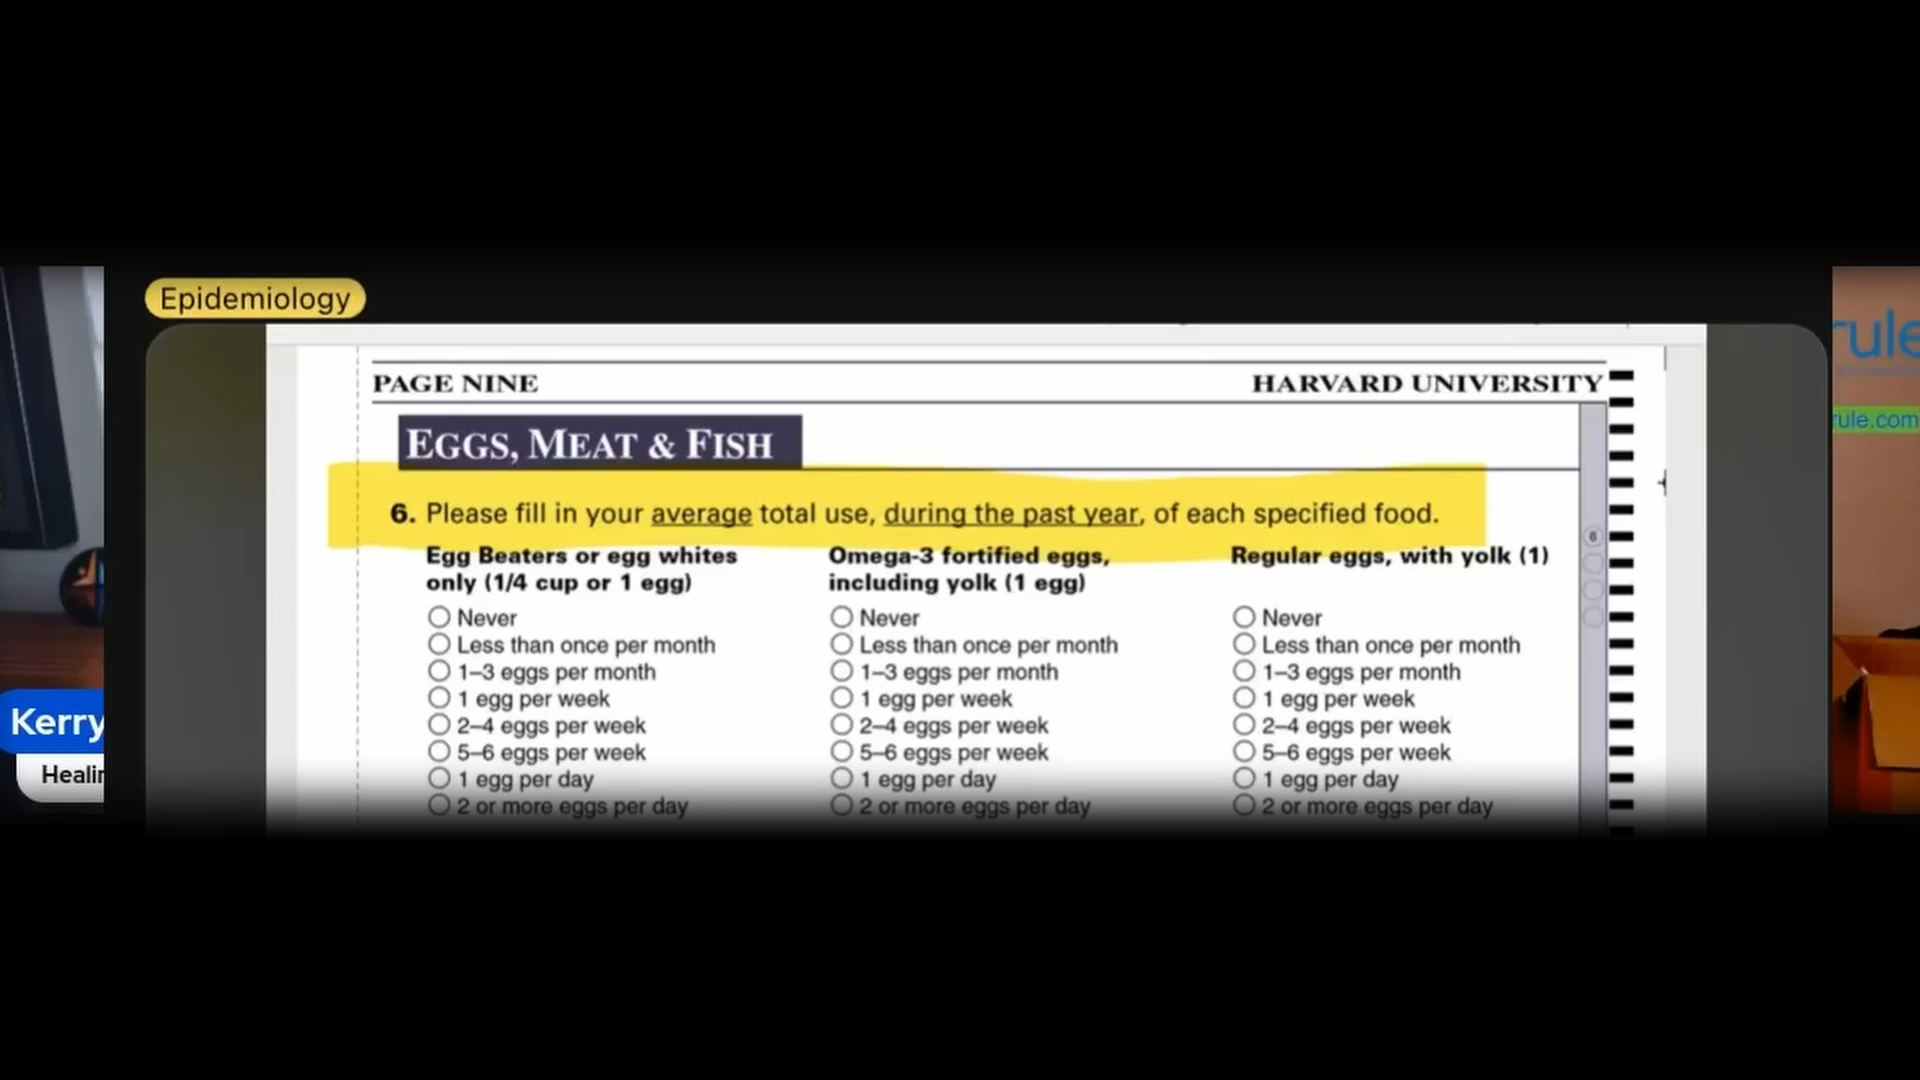 Epidemiology
rule
rule.com
PAGE NINE
HARVARD UNIVERSITY
EGGS, MEAT & FISH
6. Please fill in your average total use, during the past year, of each specified food.
6
Egg Beaters or egg whites
only (1/4 cup or 1 egg)
Never
Less than once per month
1–3 eggs per month
1 egg per week
2–4 eggs per week
5–6 eggs per week
1 egg per day
2 or more eggs per day
Omega-3 fortified eggs,
including yolk (1 egg)
Never
Less than once per month
1–3 eggs per month
1 egg per week
2–4 eggs per week
5–6 eggs per week
1 egg per day
2 or more eggs per day
Regular eggs, with yolk (1)
Never
Less than once per month
1–3 eggs per month
1 egg per week
2–4 eggs per week
5–6 eggs per week
1 egg per day
2 or more eggs per day
Kerry